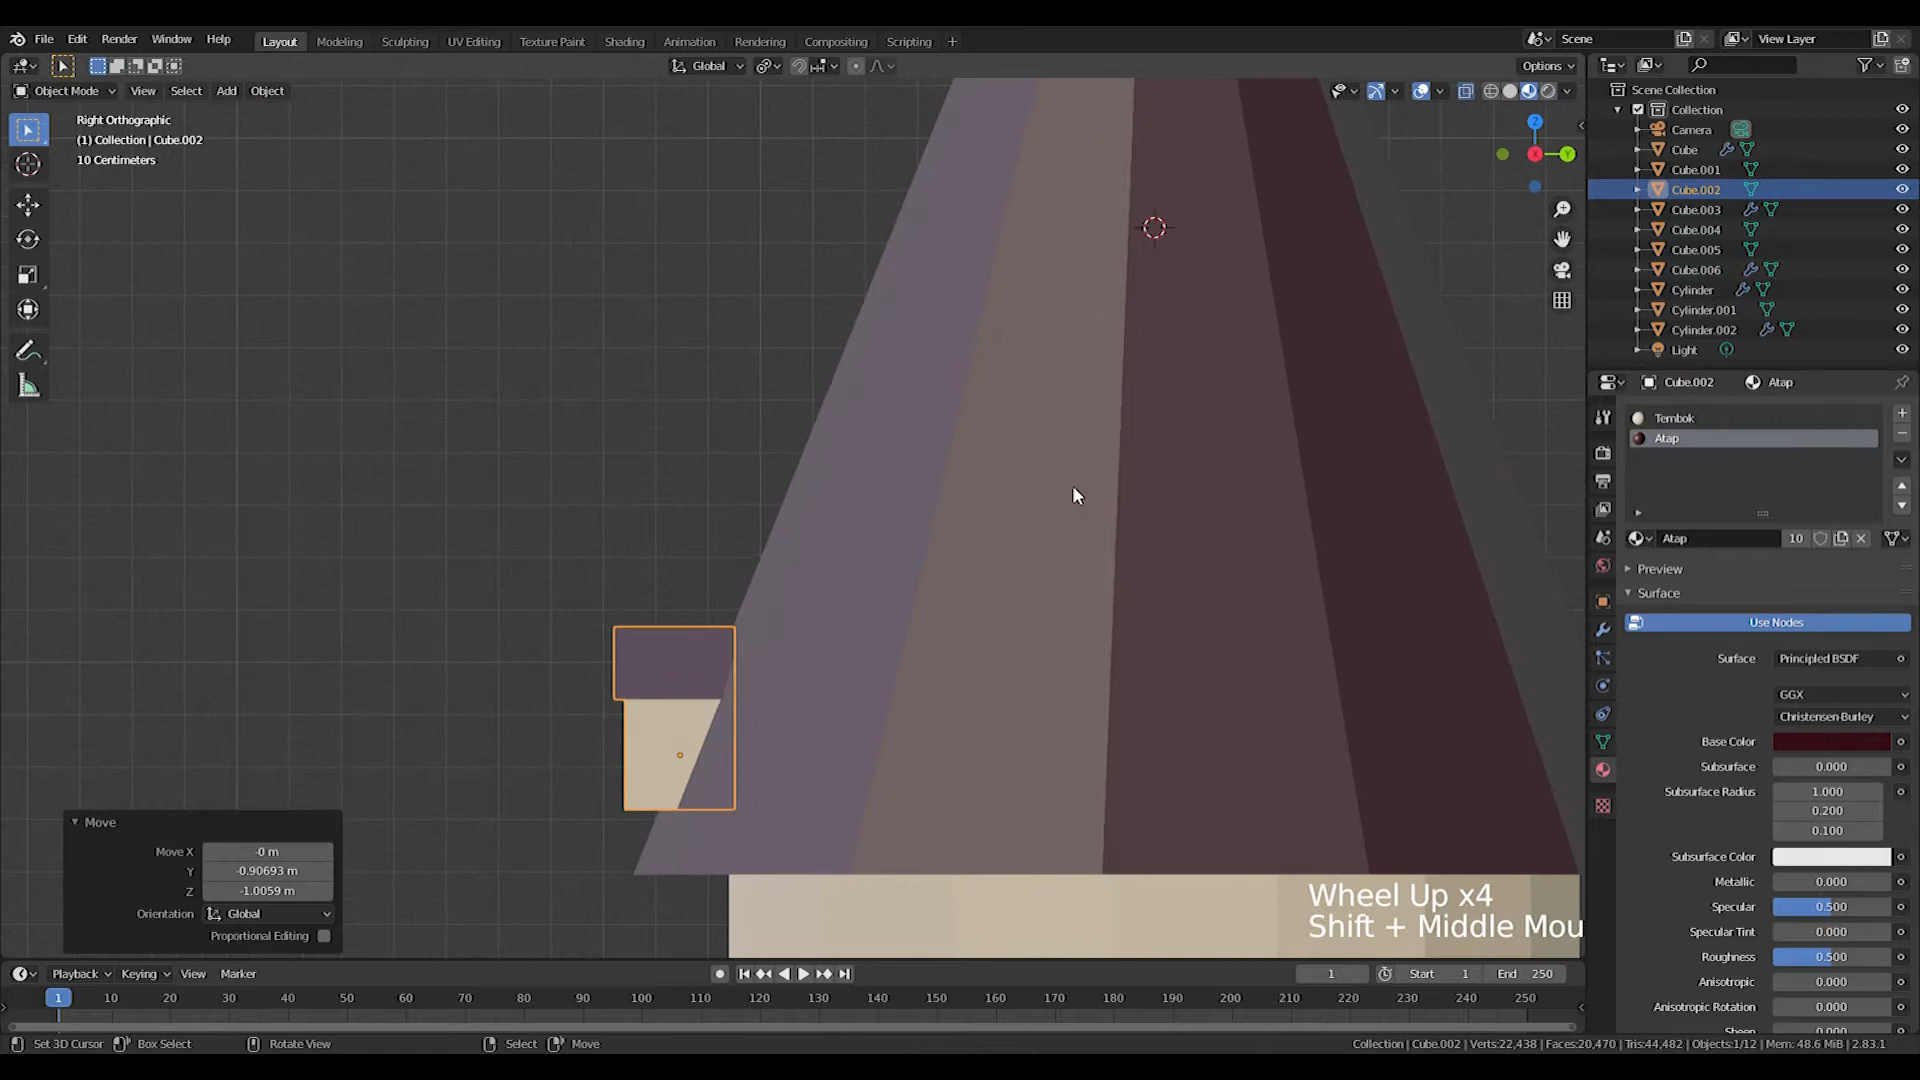 File Edit Render Window Help Layout Modeling Sculpting UV Editing Texture Paint Shading Animation Rendering Compositing Scripting + Scene View Layer
Global Options
Object Mode View Select Add Object
Right Orthographic
(1) Collection | Cube.002
10 Centimeters
Z
X
Y
Scene Collection
Collection
Camera
Cube
Cube.001
Cube.002
Cube.003
Cube.004
Cube.005
Cube.006
Cylinder
Cylinder.001
Cylinder.002
Light
Cube.002 Atap
Tembok
Atap
Atap 10
Preview
Surface
Use Nodes
Surface Principled BSDF
GGX
Christensen-Burley
Base Color
Subsurface 0.000
Subsurface Radius 1.000
0.200
0.100
Subsurface Color
Metallic 0.000
Specular 0.500
Specular Tint 0.000
Roughness 0.500
Anisotropic 0.000
Anisotropic Rotation 0.000
Sheen 0.000
Move
Move X -0 m
Y -0.90693 m
Z -1.0059 m
Orientation Global
Proportional Editing
Wheel Up x4
Shift + Middle Mou
Playback Keying View Marker 1 Start 1 End 250
1 10 20 30 40 50 60 70 80 90 100 110 120 130 140 150 160 170 180 190 200 210 220 230 240 250
Set 3D Cursor Box Select Rotate View Select Move Collection | Cube.002 | Verts:22,438 | Faces:20,470 | Tris:44,482 | Objects:1/12 | Mem: 48.6 MiB | 2.83.1